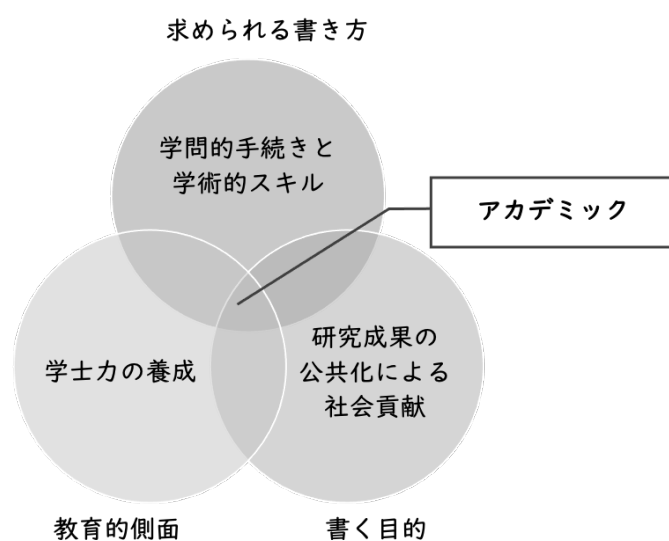 求められる書き方
学問的手続きと
学術的スキル
アカデミック
学士力の養成
研究成果の
公共化による
社会貢献
教育的側面
書く目的